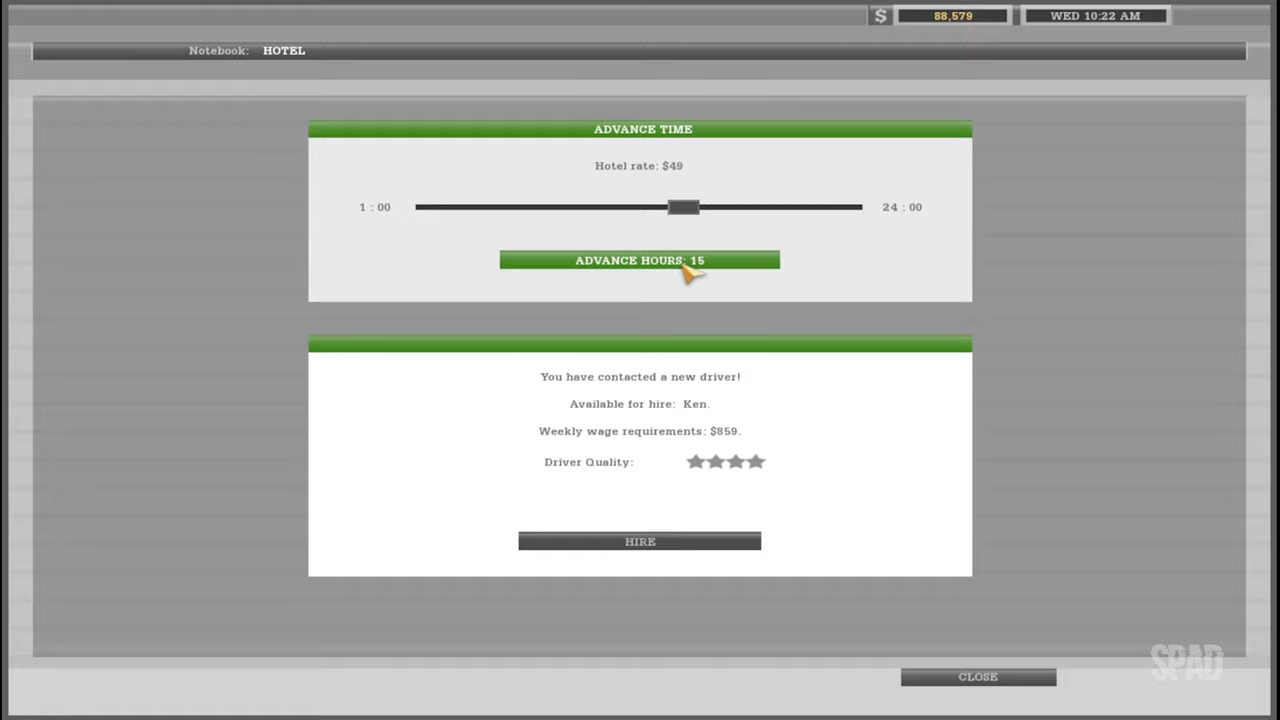 $ 88,579 WED 10:22 AM
Notebook: HOTEL
ADVANCE TIME
Hotel rate: $49
1 : 00 24 : 00
ADVANCE HOURS: 15
You have contacted a new driver!
Available for hire: Ken.
Weekly wage requirements: $859.
Driver Quality:
HIRE
SPAD
CLOSE